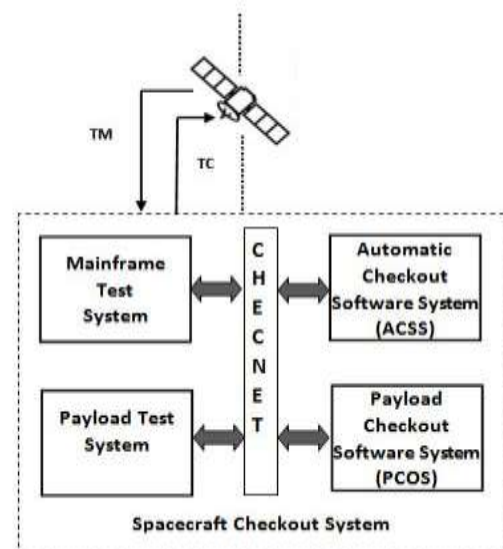 TM
TC
Mainframe
Test
System
CHECNET
Automatic
Checkout
Software System
(ACSS)
Payload Test
System
Payload
Checkout
Software System
(PCOS)
Spacecraft Checkout System